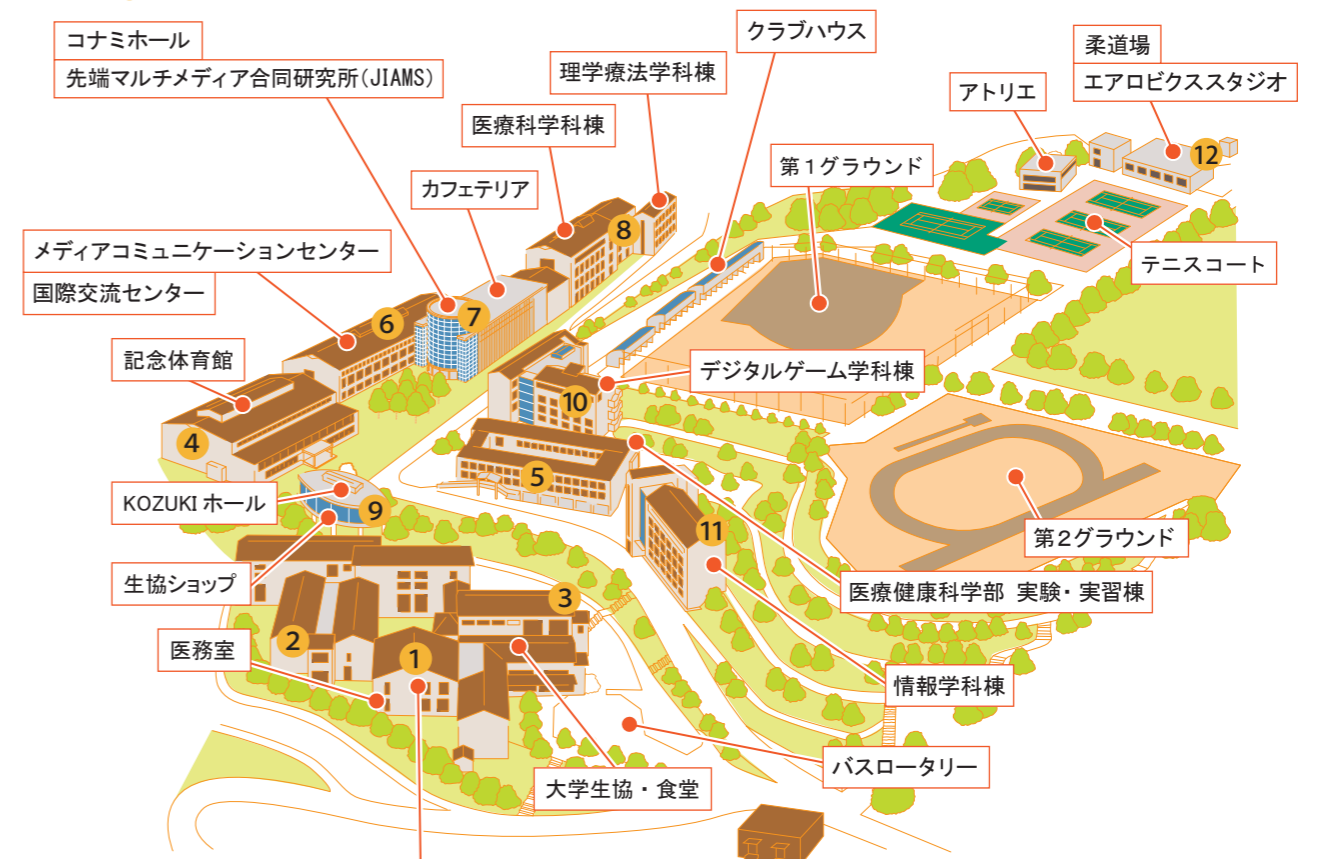 コナミホール
先端マルチメディア合同研究所(JIAMS)
クラブハウス
柔道場
エアロビクススタジオ
理学療法学科棟
アトリエ
医療科学科棟
第1グラウンド
12
カフェテリア
8
メディアコミュニケーションセンター
国際交流センター
テニスコート
6
7
記念体育館
デジタルゲーム学科棟
10
4
5
KOZUKI ホール
9
11
第2グラウンド
生協ショップ
医療健康科学部 実験・実習棟
3
2
医務室
1
情報学科棟
バスロータリー
大学生協・食堂